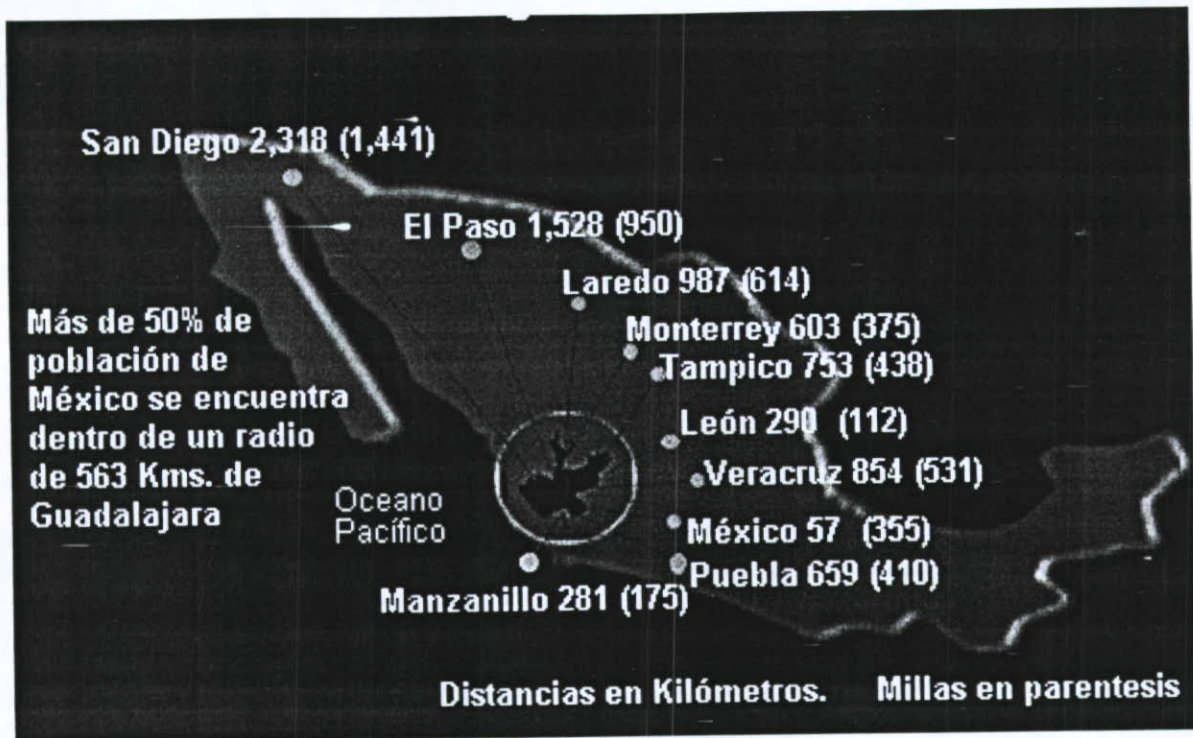 San Diego 2,318 (1,441)
El Paso 1,528 (950)
Laredo 987 (614)
Más de 50% de
población de
México se encuentra
dentro de un radio
de 563 Kms. de
Guadalajara
Monterrey 603 (375)
Tampico 753 (438)
León 290 (112)
Veracruz 854 (531)
Oceano
Pacífico
México 57 (355)
Puebla 659 (410)
Manzanillo 281 (175)
Distancias en Kilómetros. Millas en parentesis